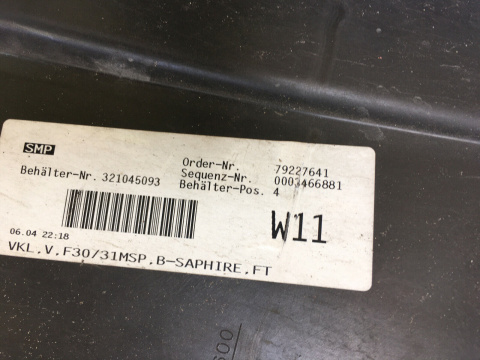 SMP
Order-Nr. 79227641
Behälter-Nr. 321045093 Sequenz-Nr. 0003466881
Behälter-Pos. 4
W11
06.04 22:18
VKL.V.F30/31MSP.B-SAPHIRE.FT
600